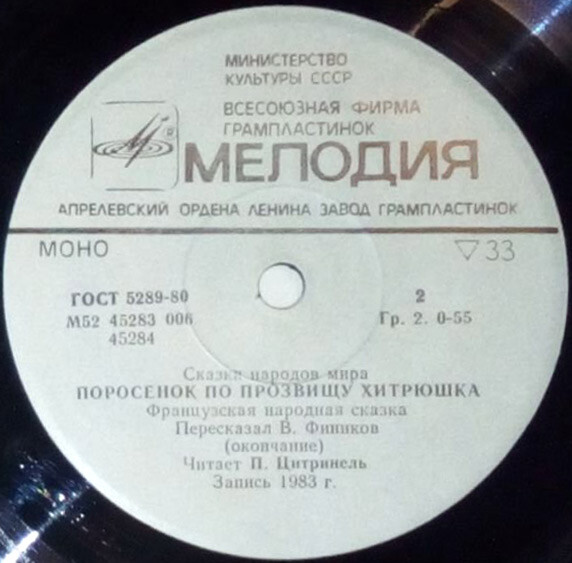 МИНИСТЕРСТВО
КУЛЬТУРЫ СССР
ВСЕСОЮЗНАЯ ФИРМА
ГРАМПЛАСТИНОК
МЕЛОДИЯ
АПРЕЛЕВСКИЙ ОРДЕНА ЛЕНИНА ЗАВОД ГРАМПЛАСТИНОК
МОНО ▽ 33
ГОСТ 5289-80 2
М52 45283 006 Гр. 2. 0-55
45284
Сказки народов мира
ПОРОСЕНОК ПО ПРОЗВИЩУ ХИТРЮШКА
Французская народная сказка
Пересказал В. Фиников
(окончание)
Читает П. Цитринель
Запись 1983 г.